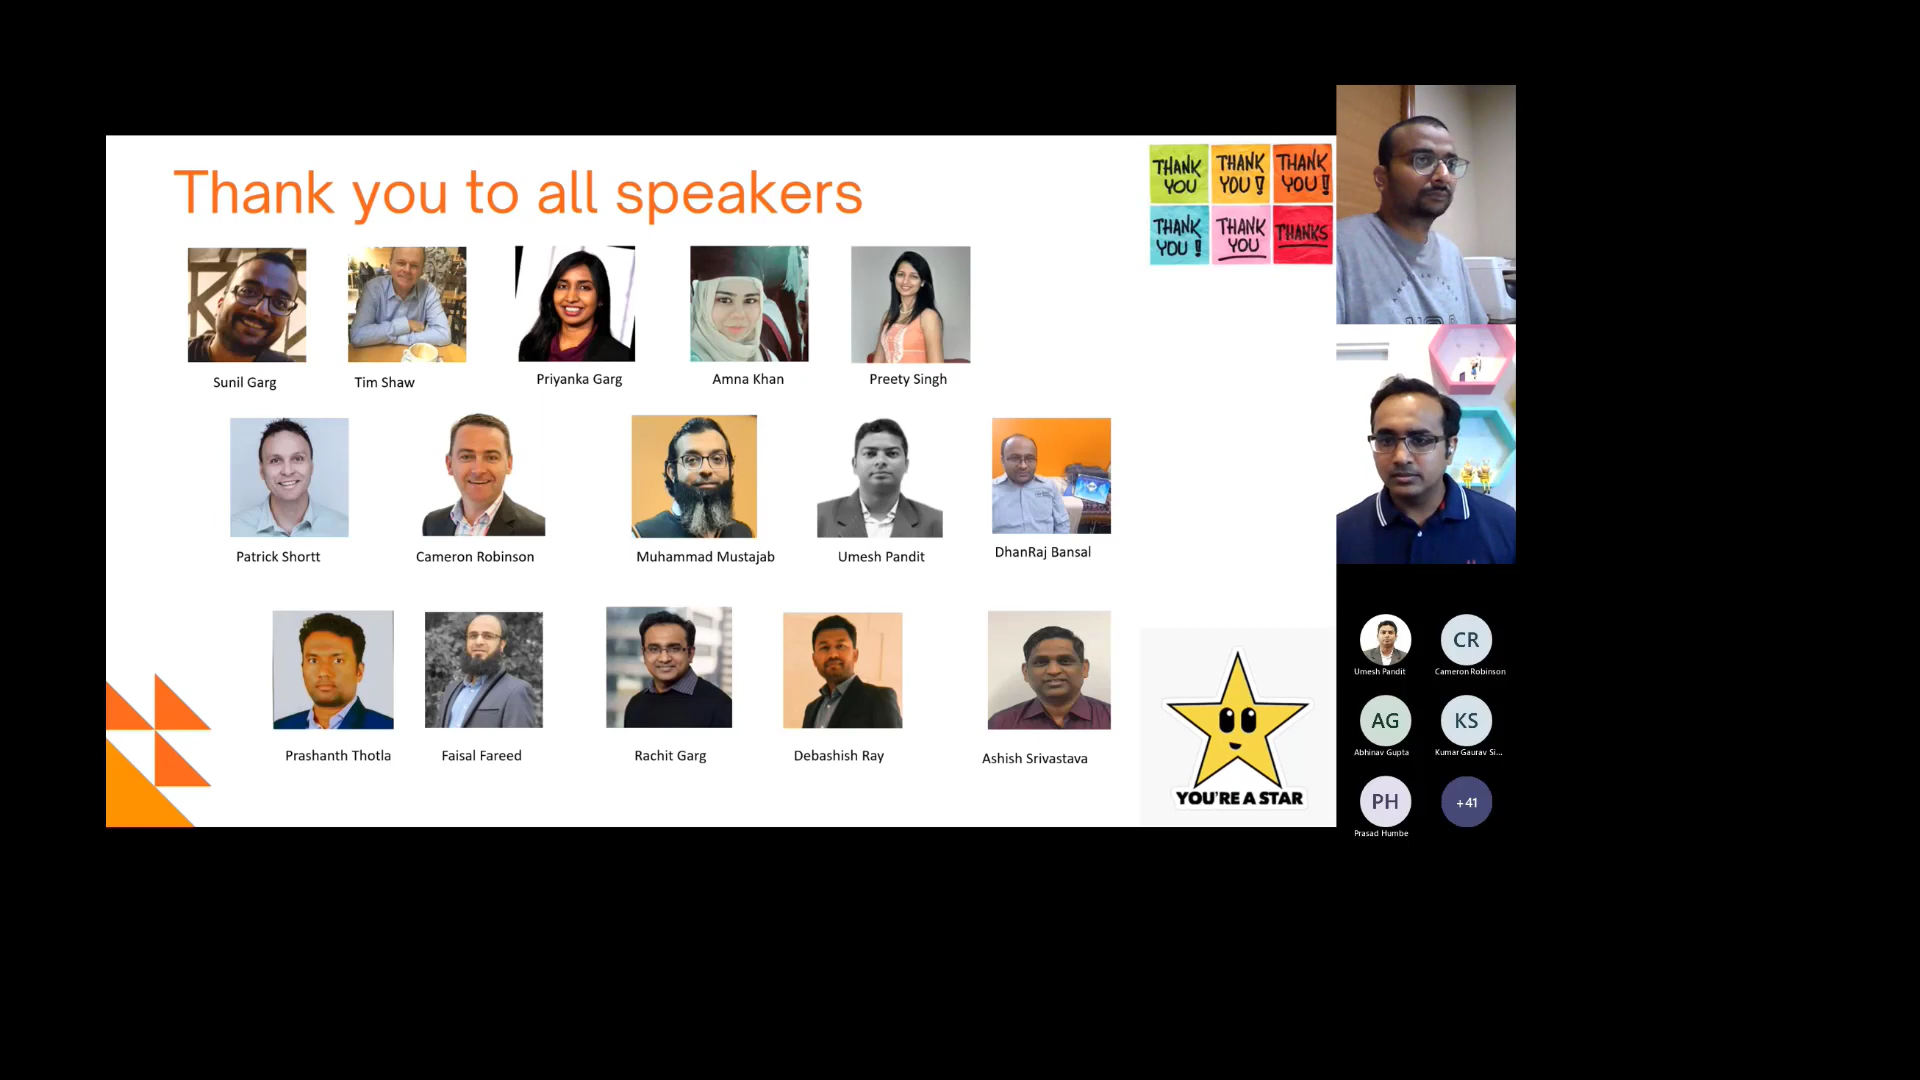 Thank you to all speakers
THANK YOU
THANK YOU!
THANK YOU!
THANK YOU!
THANK YOU
THANKS
Sunil Garg
Tim Shaw
Priyanka Garg
Amna Khan
Preety Singh
Patrick Shortt
Cameron Robinson
Muhammad Mustajab
Umesh Pandit
DhanRaj Bansal
Prashanth Thotla
Faisal Fareed
Rachit Garg
Debashish Ray
Ashish Srivastava
YOU'RE A STAR
Umesh Pandit
CR
Cameron Robinson
AG
Abhinav Gupta
KS
Kumar Gaurav Si...
PH
Prasad Humbe
+41